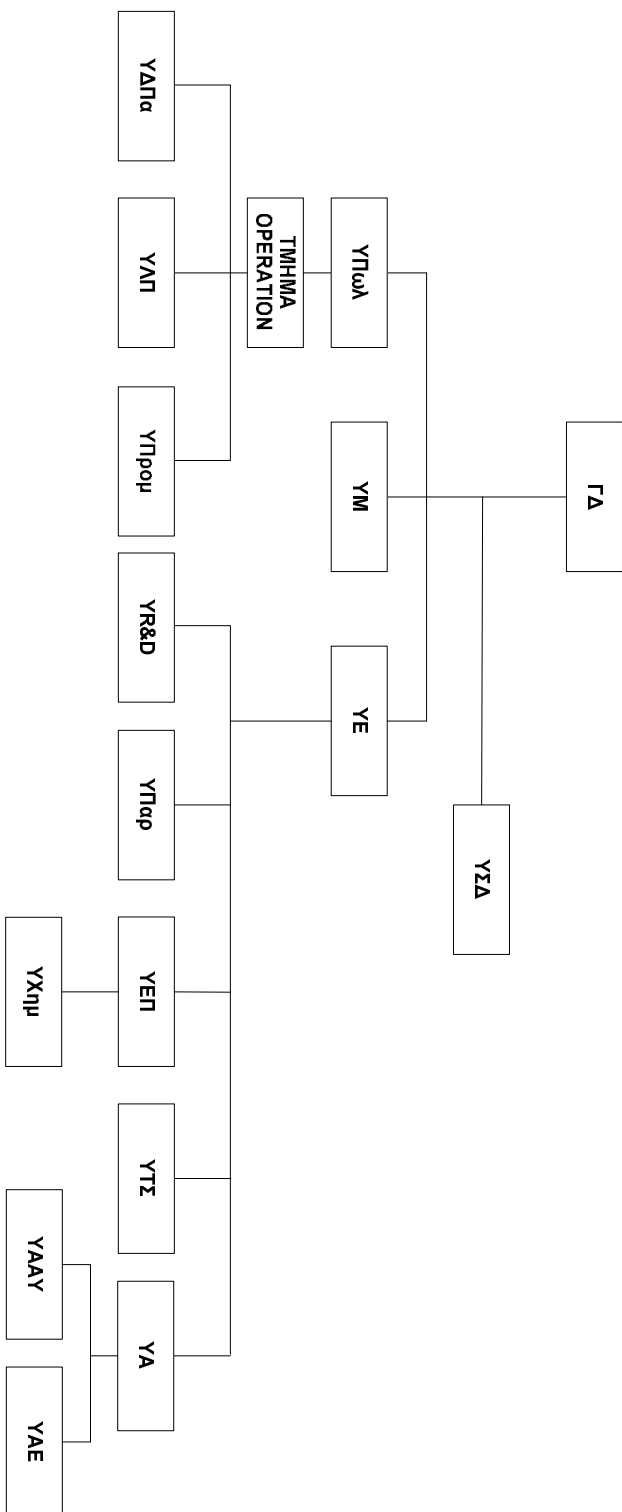 ΓΔ
ΥΣΔ
ΥΠωλ
ΥΜ
ΥΕ
ΤΜΗΜΑ
OPERATION
ΥΔΠα
ΥΛΠ
ΥΠρομ
ΥR&D
ΥΠαρ
ΥΕΠ
ΥΤΣ
ΥΑ
ΥΧημ
ΥΑΑΥ
ΥΑΕ